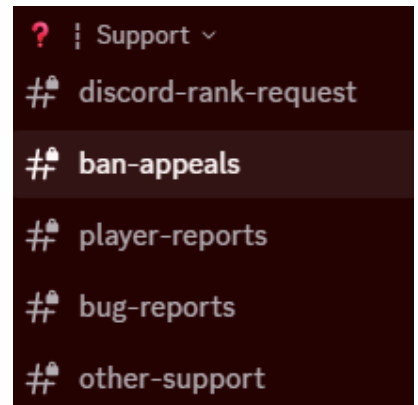 ❓ ┊ Support
discord-rank-request
ban-appeals
player-reports
bug-reports
other-support